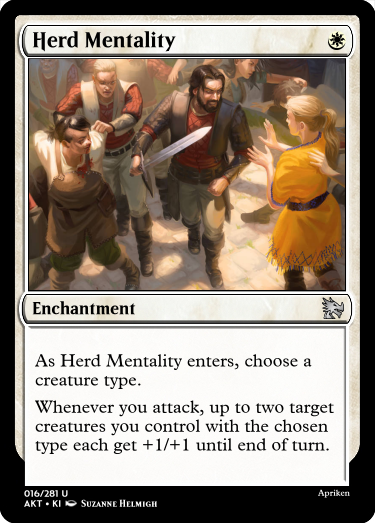 Herd Mentality
Enchantment
As Herd Mentality enters, choose a
creature type.
Whenever you attack, up to two target
creatures you control with the chosen
type each get +1/+1 until end of turn.
016/281 U
Apriken
AKT • KI SUZANNE HELMIGH